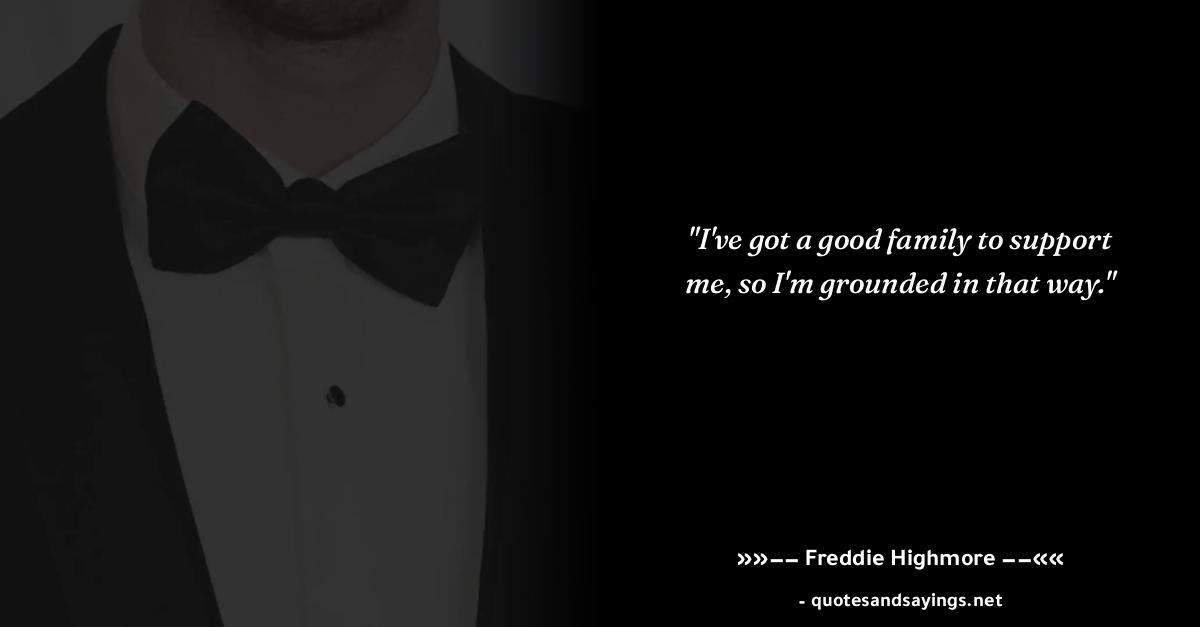 "I've got a good family to support
me, so I'm grounded in that way."
»»−− Freddie Highmore −−««
- quotesandsayings.net